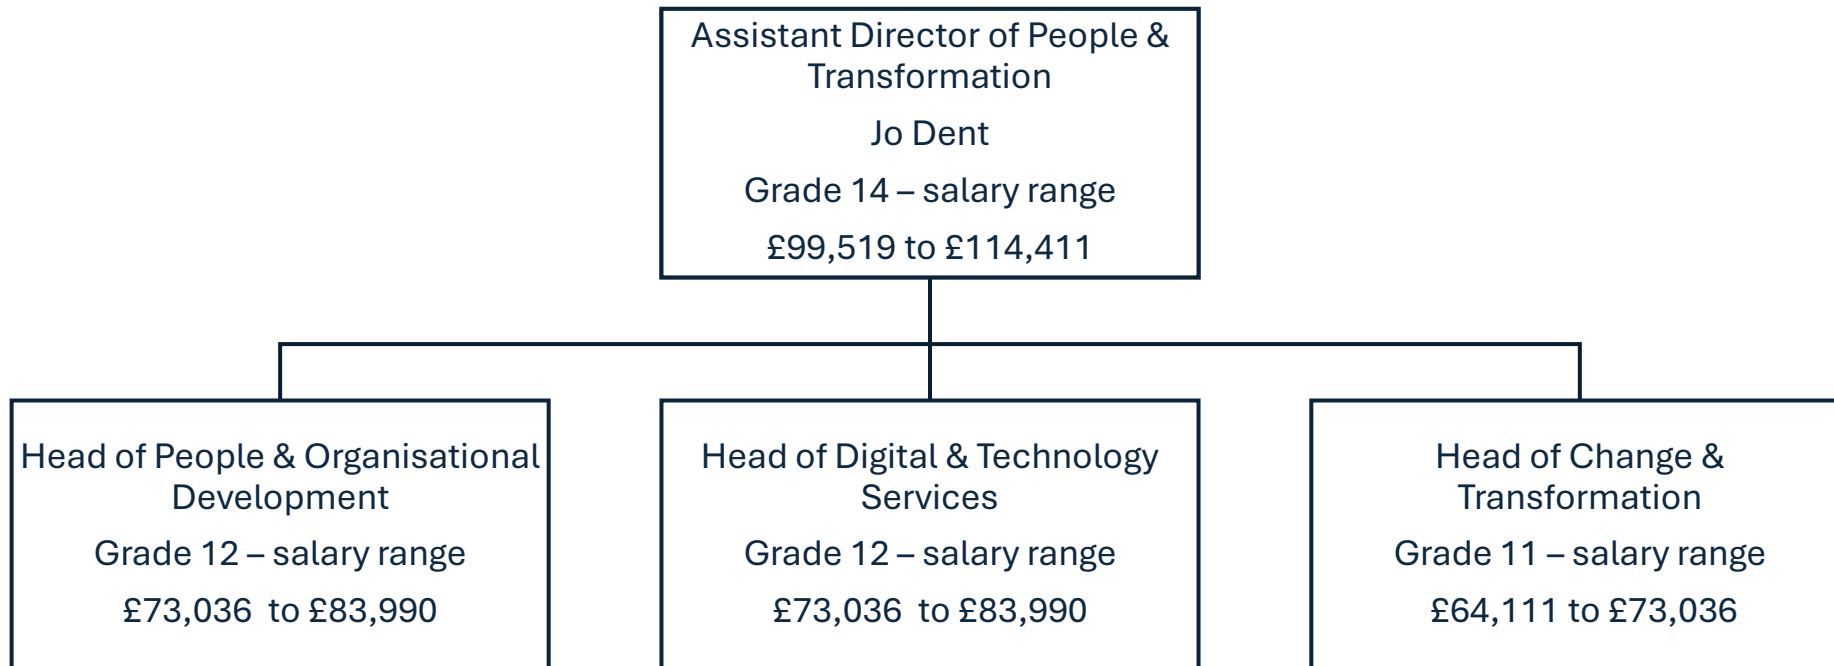 Assistant Director of People &
Transformation
Jo Dent
Grade 14 – salary range
£99,519 to £114,411
Head of People & Organisational
Development
Grade 12 – salary range
£73,036  to £83,990
Head of Digital & Technology
Services
Grade 12 – salary range
£73,036  to £83,990
Head of Change &
Transformation
Grade 11 – salary range
£64,111 to £73,036